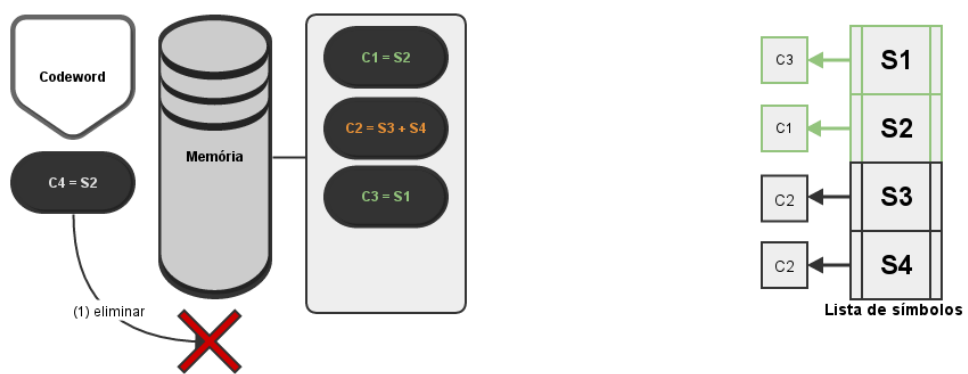 Codeword
C4 = S2
(1) eliminar
Memória
C1 = S2
C2 = S3 + S4
C3 = S1
C3
S1
C1
S2
C2
S3
C2
S4
Lista de símbolos